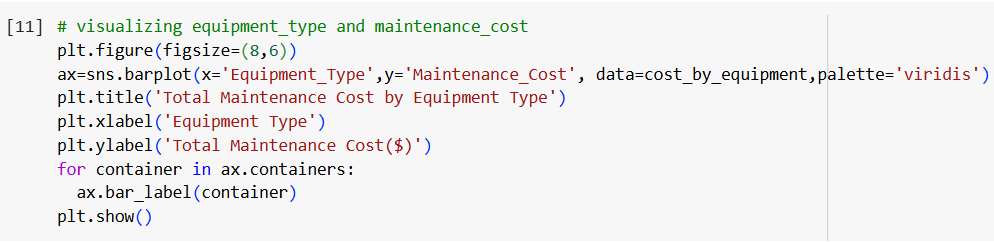 [11] # visualizing equipment_type and maintenance_cost
plt.figure(figsize=(8,6))
ax=sns.barplot(x='Equipment_Type',y='Maintenance_Cost', data=cost_by_equipment,palette='viridis')
plt.title('Total Maintenance Cost by Equipment Type')
plt.xlabel('Equipment Type')
plt.ylabel('Total Maintenance Cost($)')
for container in ax.containers:
  ax.bar_label(container)
plt.show()